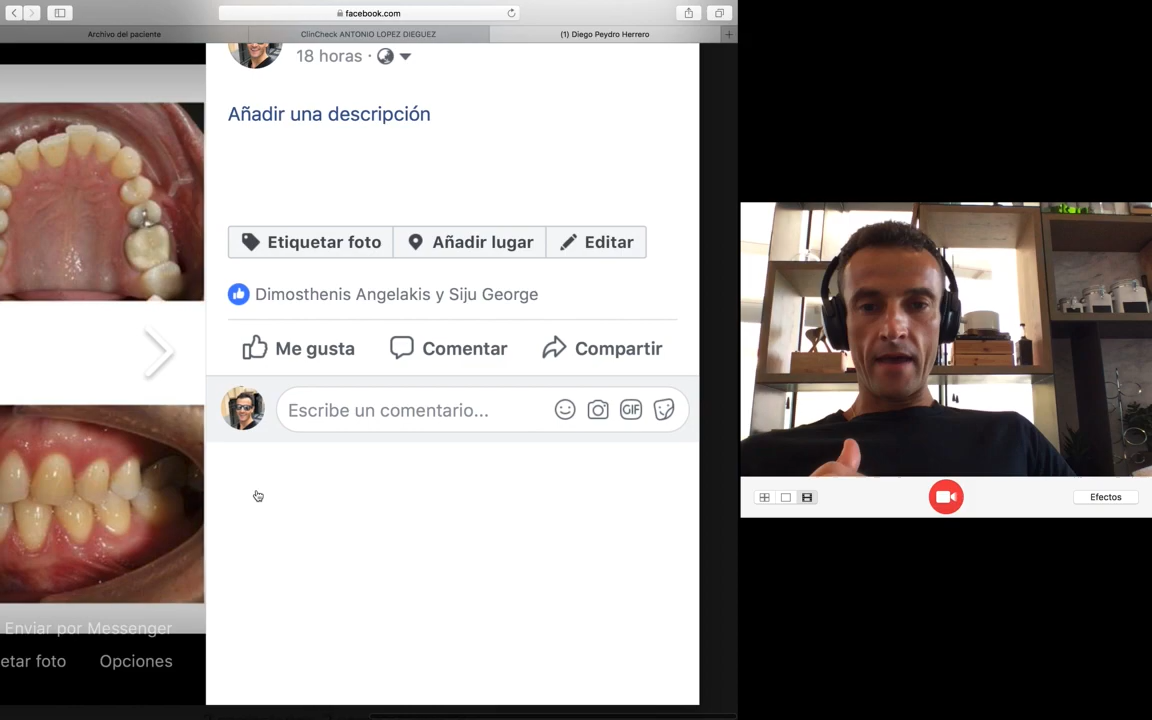 facebook.com
Archivo del paciente
ClinCheck ANTONIO LOPEZ DIEGUEZ
(1) Diego Peydro Herrero
18 horas ·
Añadir una descripción
Etiquetar foto
Añadir lugar
Editar
Dimosthenis Angelakis y Siju George
Me gusta
Comentar
Compartir
Escribe un comentario...
GIF
Efectos
Enviar por Messenger
etar foto
Opciones